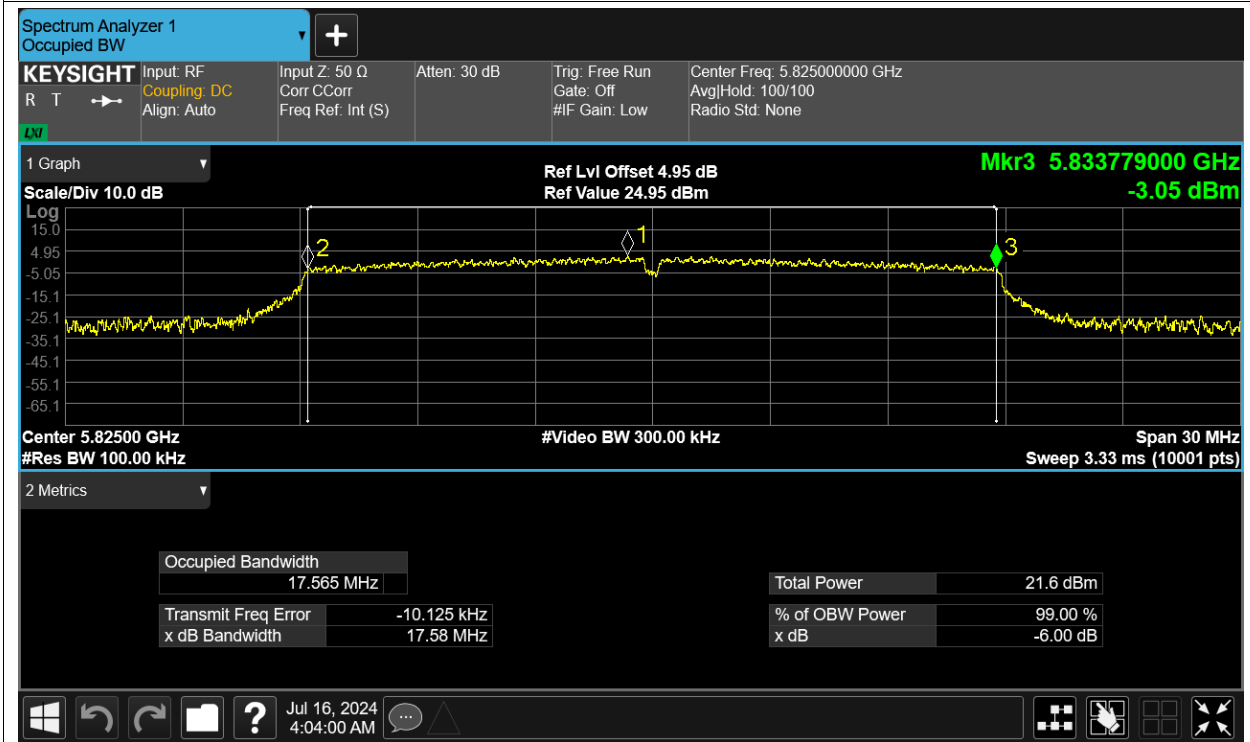 Spectrum Analyzer 1
Occupied BW
KEYSIGHT
R T
LXI
Input: RF
Coupling: DC
Align: Auto
Input Z: 50 Ω
Corr CCorr
Freq Ref: Int (S)
Atten: 30 dB
Trig: Free Run
Gate: Off
#IF Gain: Low
Center Freq: 5.825000000 GHz
Avg|Hold: 100/100
Radio Std: None
1 Graph
Scale/Div 10.0 dB
Ref Lvl Offset 4.95 dB
Ref Value 24.95 dBm
Mkr3 5.833779000 GHz
-3.05 dBm
Log
15.0
4.95
-5.05
-15.1
-25.1
-35.1
-45.1
-55.1
-65.1
2
1
3
Center 5.82500 GHz
#Res BW 100.00 kHz
#Video BW 300.00 kHz
Span 30 MHz
Sweep 3.33 ms (10001 pts)
2 Metrics
Occupied Bandwidth
17.565 MHz
Transmit Freq Error -10.125 kHz
x dB Bandwidth 17.58 MHz
Total Power 21.6 dBm
% of OBW Power 99.00 %
x dB -6.00 dB
?
Jul 16, 2024
4:04:00 AM